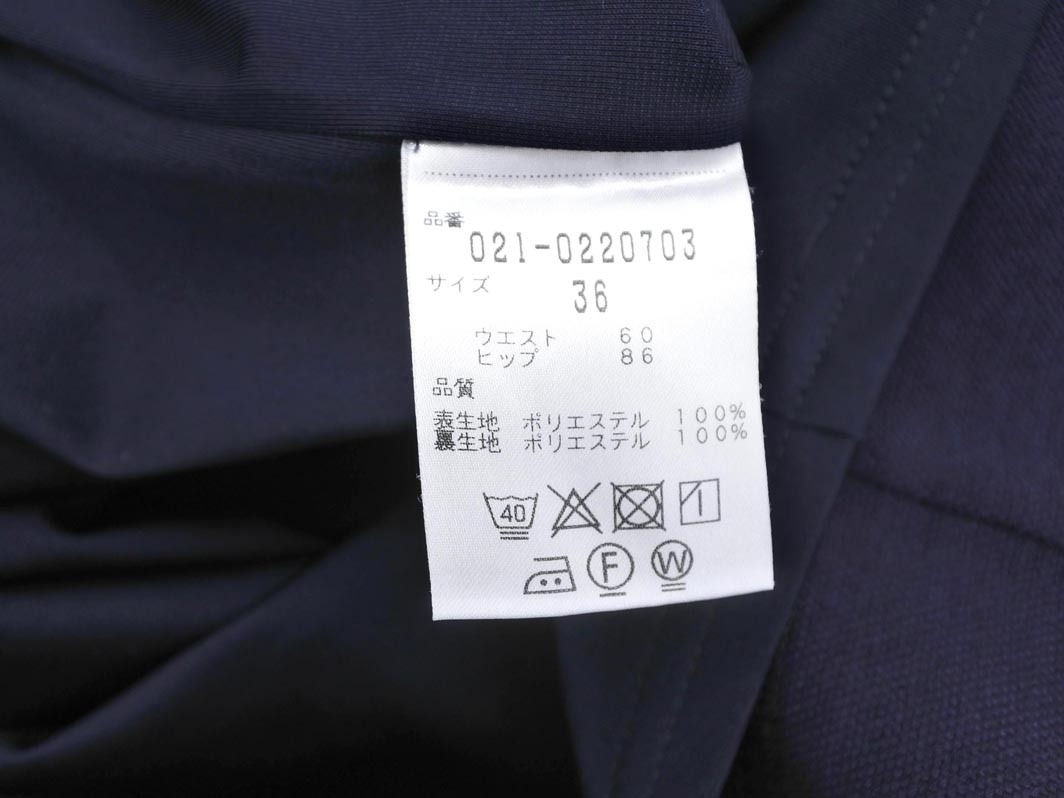 品番
021-0220703
サイズ
36
ウエスト 60
ヒップ 86
品質
表生地 ポリエステル 100%
裏生地 ポリエステル 100%
40
F W